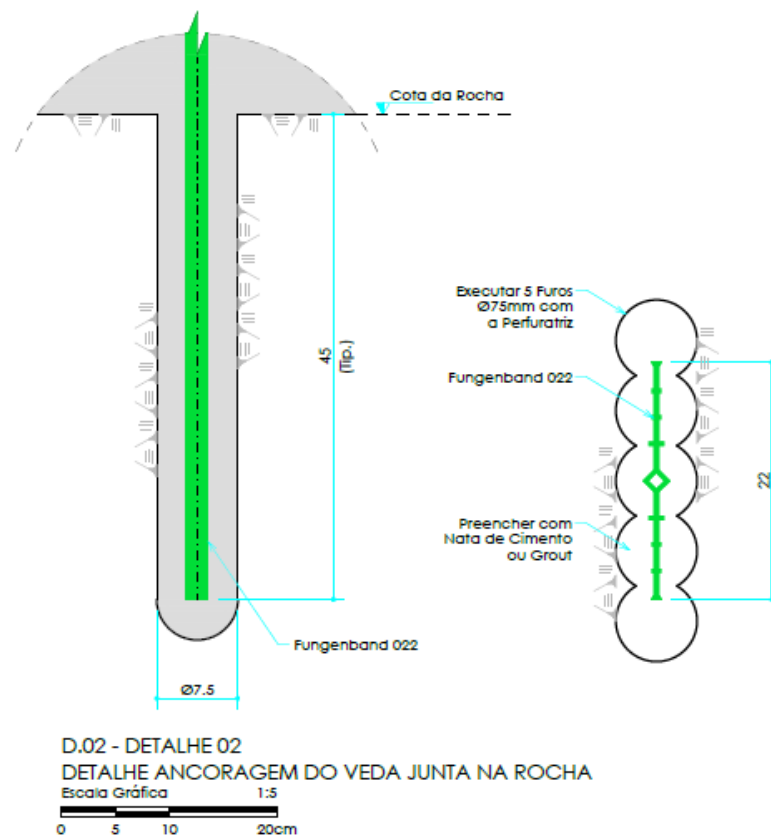 Cota da Rocha
Executar 5 Furos
Ø75mm com
a Perfuratriz
Fungenband 022
45
(Tip.)
22
Preencher com
Nata de Cimento
ou Grout
Fungenband 022
Ø7.5
D.02 - DETALHE 02
DETALHE ANCORAGEM DO VEDA JUNTA NA ROCHA
Escala Gráfica 1:5
0 5 10 20cm